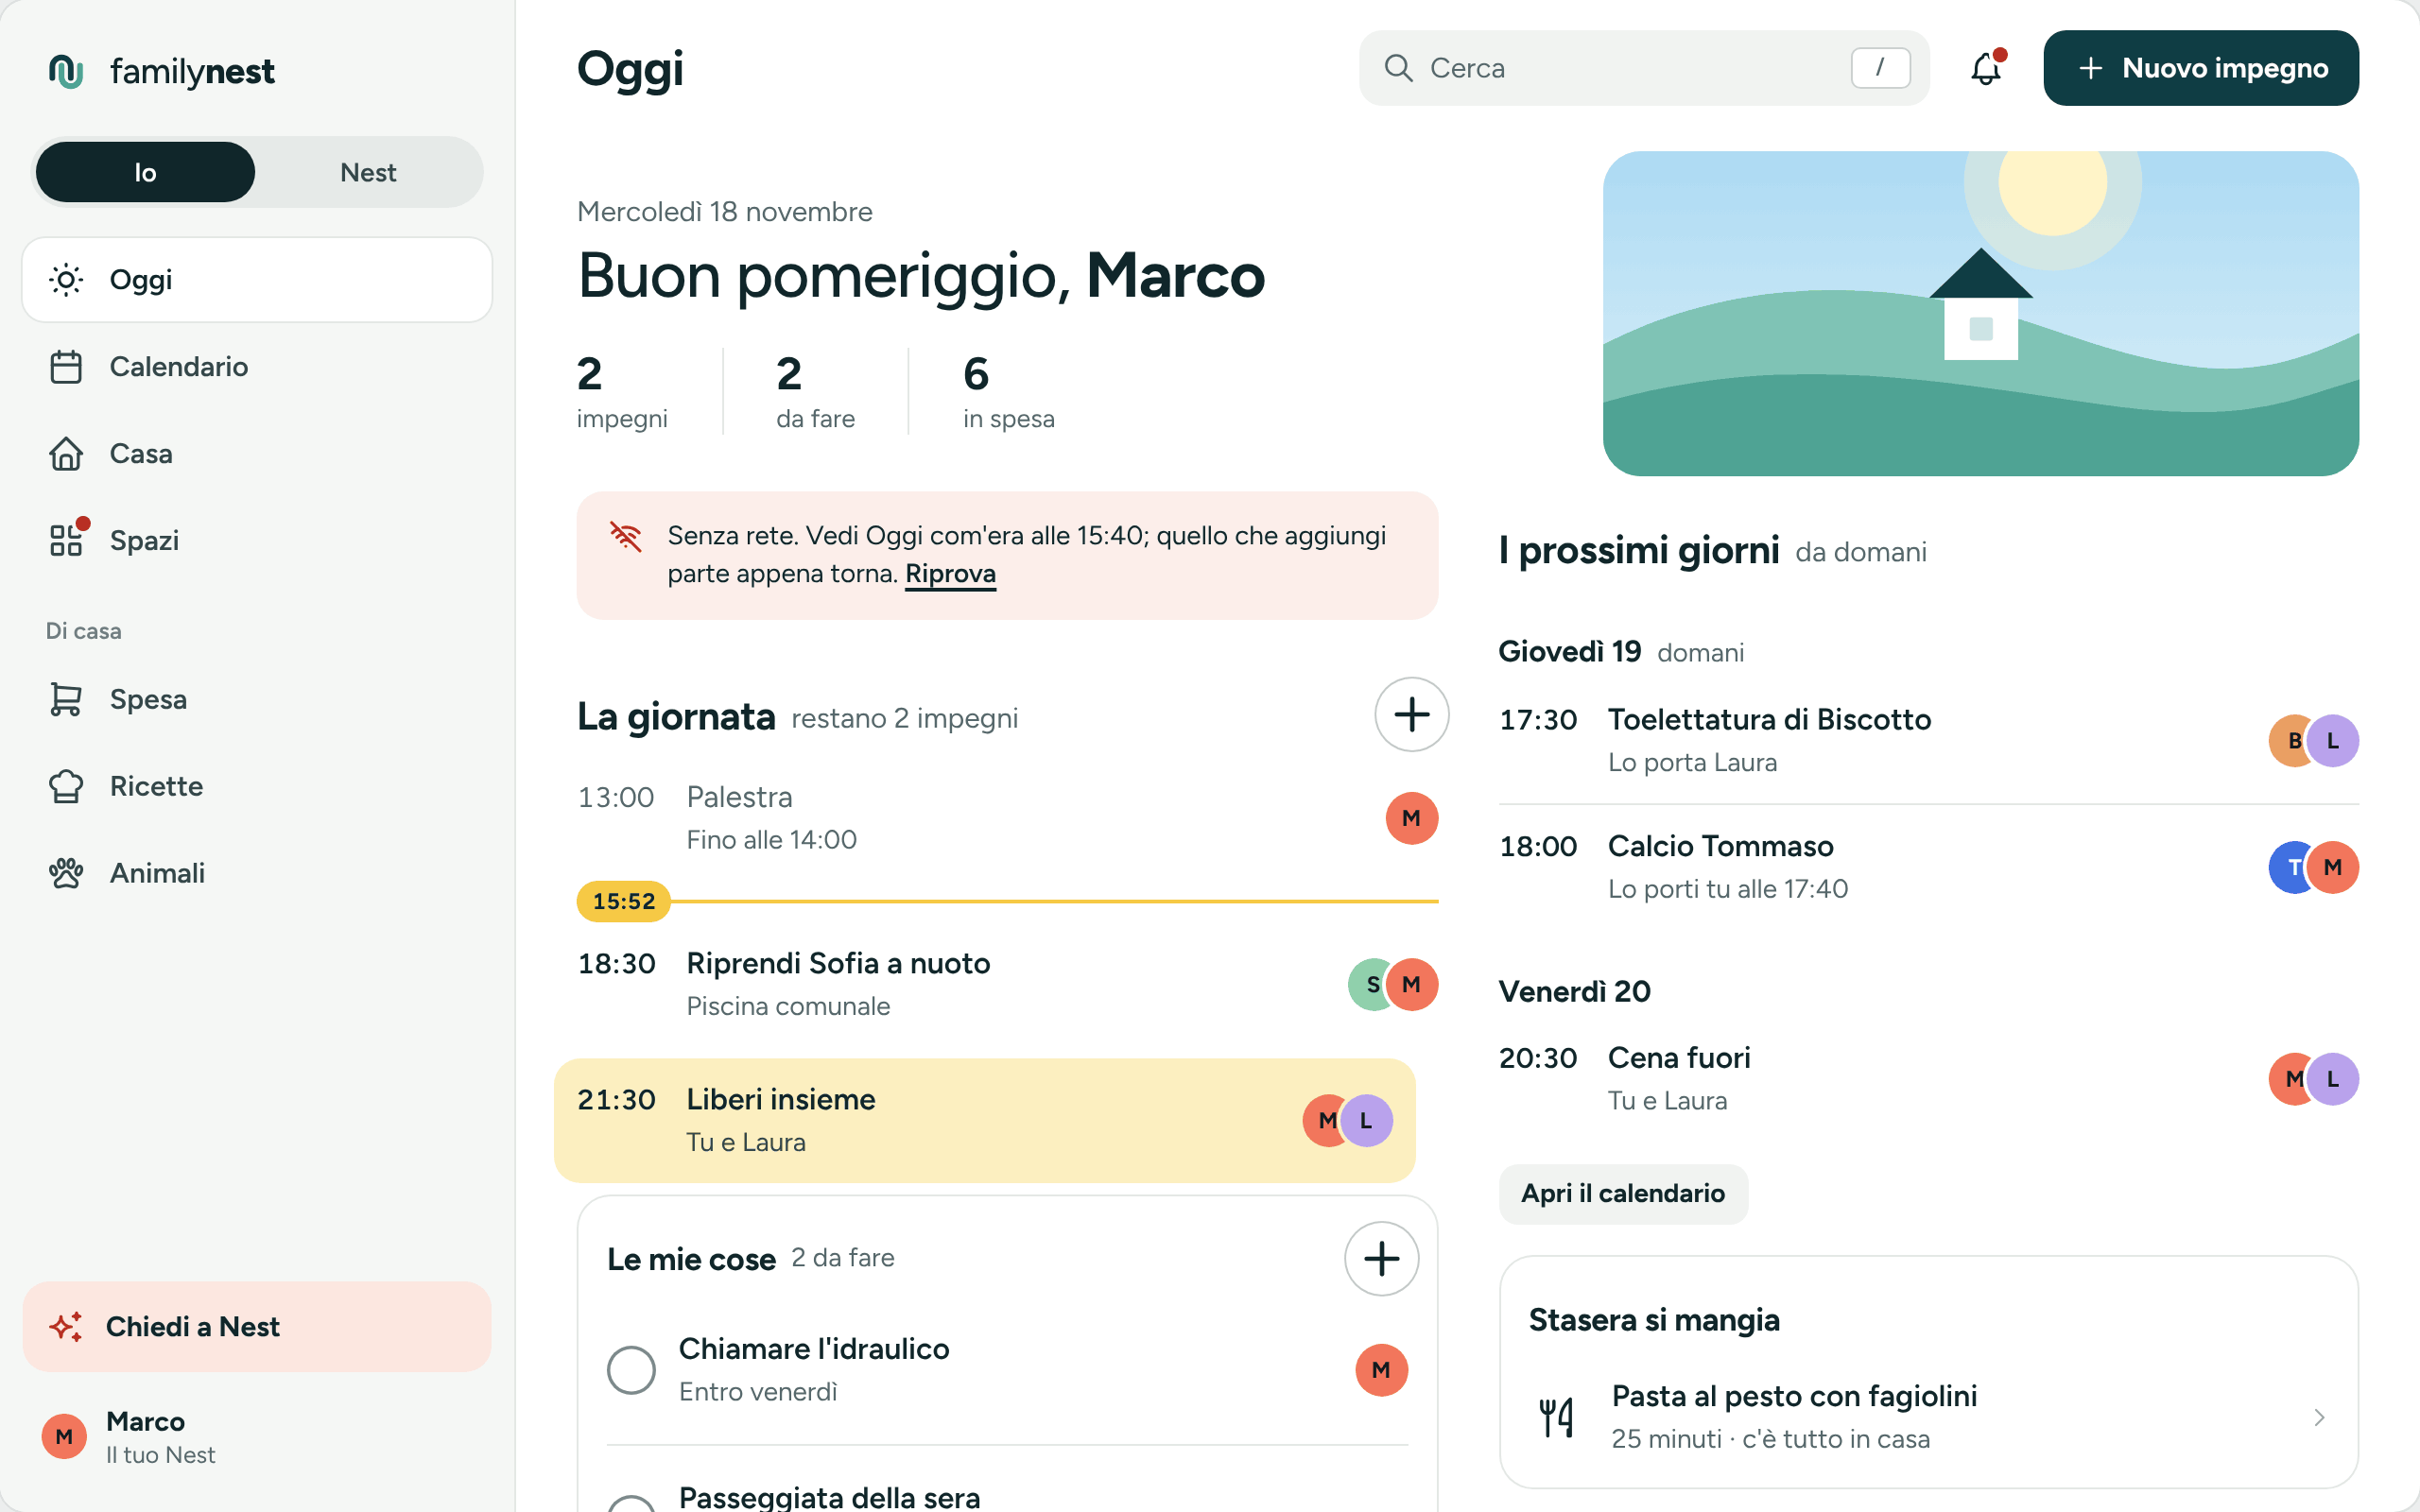 familynest
Io
Nest
Oggi
Calendario
Casa
Spazi
Di casa
Spesa
Ricette
Animali
Chiedi a Nest
M
Marco
Il tuo Nest
Oggi
Cerca
/
Nuovo impegno
Mercoledì 18 novembre
Buon pomeriggio, Marco
2
impegni
2
da fare
6
in spesa
Senza rete. Vedi Oggi com'era alle 15:40; quello che aggiungi
parte appena torna. Riprova
La giornata restano 2 impegni
13:00 Palestra
Fino alle 14:00
M
15:52
18:30 Riprendi Sofia a nuoto
Piscina comunale
S M
21:30 Liberi insieme
Tu e Laura
M L
Le mie cose 2 da fare
Chiamare l'idraulico
Entro venerdì
M
Passeggiata della sera
I prossimi giorni da domani
Giovedì 19 domani
17:30 Toelettatura di Biscotto
Lo porta Laura
B L
18:00 Calcio Tommaso
Lo porti tu alle 17:40
T M
Venerdì 20
20:30 Cena fuori
Tu e Laura
M L
Apri il calendario
Stasera si mangia
Pasta al pesto con fagiolini
25 minuti · c'è tutto in casa